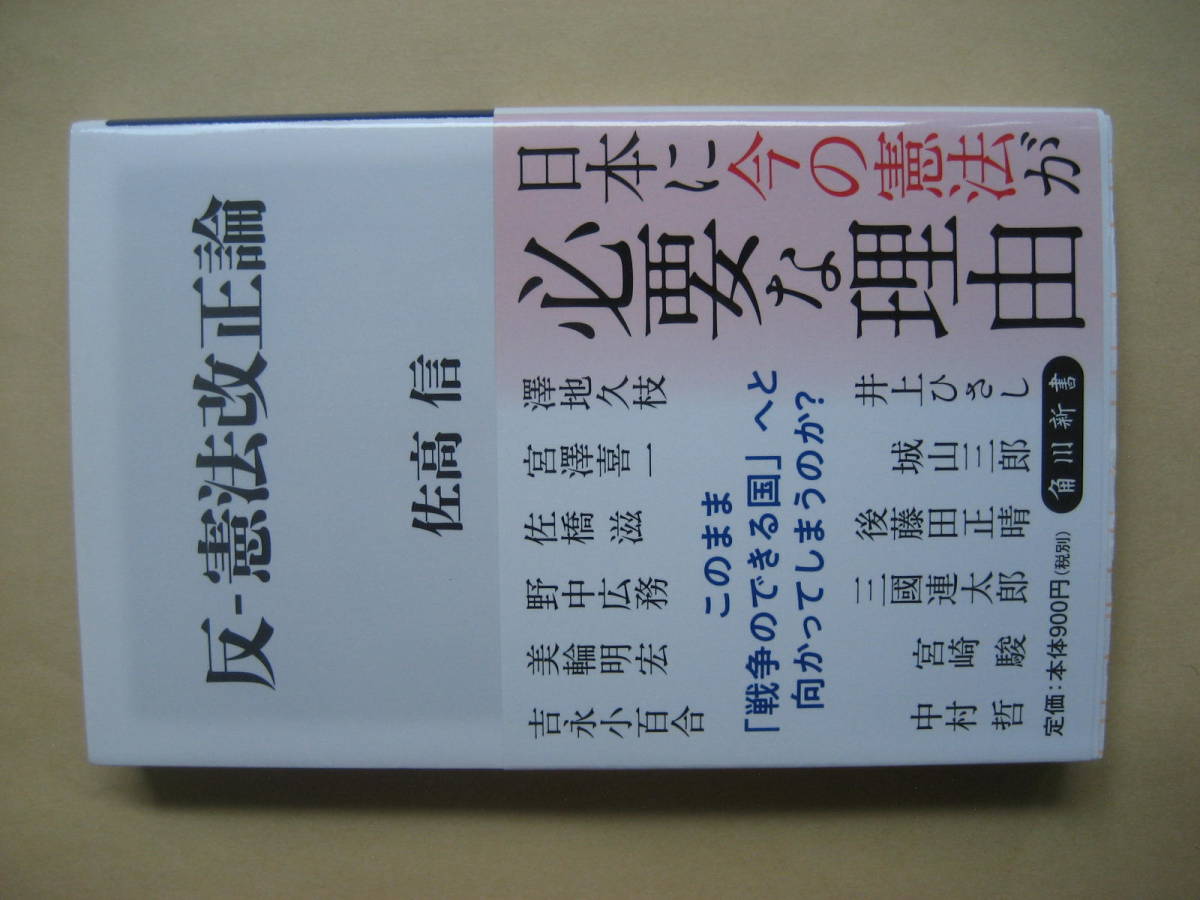 反-憲法改正論
佐高 信
日本に今の憲法が
必要な理由
澤地久枝
宮澤喜一
佐橋 滋
野中広務
美輪明宏
吉永小百合
このまま
「戦争のできる国」へと
向かってしまうのか?
井上ひさし
城山三郎
後藤田正晴
三國連太郎
宮崎 駿
中村 哲
定価:本体900円(税別)
角川新書